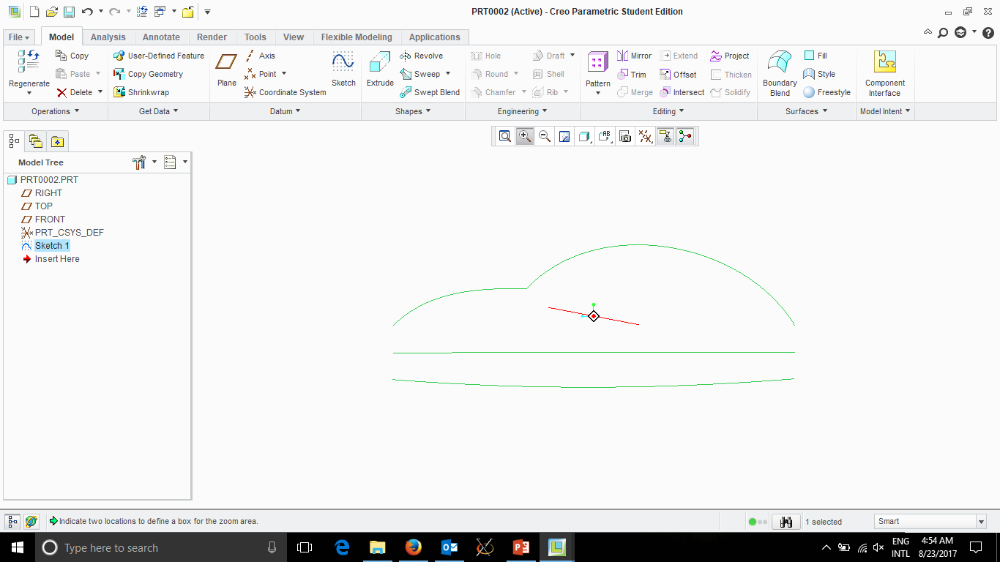 PRT0002 (Active) - Creo Parametric Student Edition
File Model Analysis Annotate Render Tools View Flexible Modeling Applications
Regenerate
Copy
Paste
Delete
Operations
User-Defined Feature
Copy Geometry
Shrinkwrap
Get Data
Plane
Axis
Point
Coordinate System
Sketch
Datum
Extrude
Revolve
Sweep
Swept Blend
Shapes
Hole
Round
Chamfer
Draft
Shell
Rib
Engineering
Pattern
Mirror
Trim
Merge
Extend
Offset
Intersect
Project
Thicken
Solidify
Editing
Boundary
Blend
Fill
Style
Freestyle
Surfaces
Component
Interface
Model Intent
Model Tree
PRT0002.PRT
RIGHT
TOP
FRONT
PRT_CSYS_DEF
Sketch 1
Insert Here
Indicate two locations to define a box for the zoom area.
1 selected
Smart
Type here to search
ENG
INTL
4:54 AM
8/23/2017